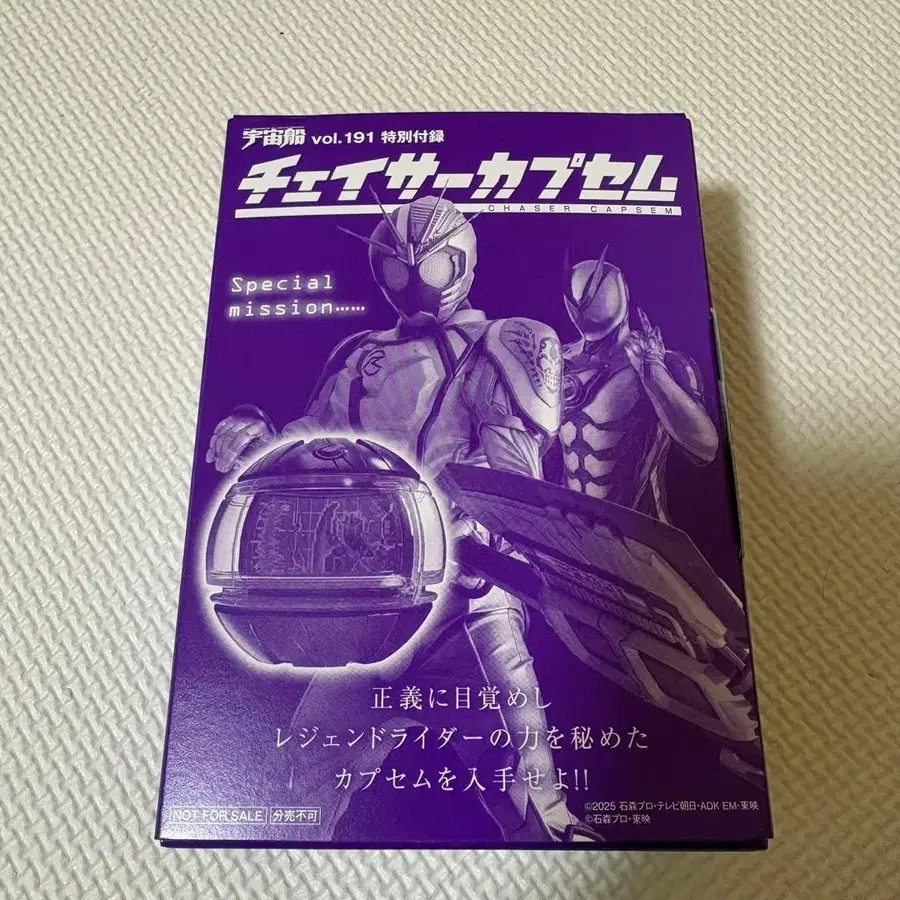 宇宙船 vol.191 特別付録
チェイサーカプセム
CHASER CAPSEM
Special
mission……
正義に目覚めし
レジェンドライダーの力を秘めた
カプセムを入手せよ!!
NOT FOR SALE 分売不可
©2025 石森プロ・テレビ朝日・ADK EM・東映
©石森プロ・東映